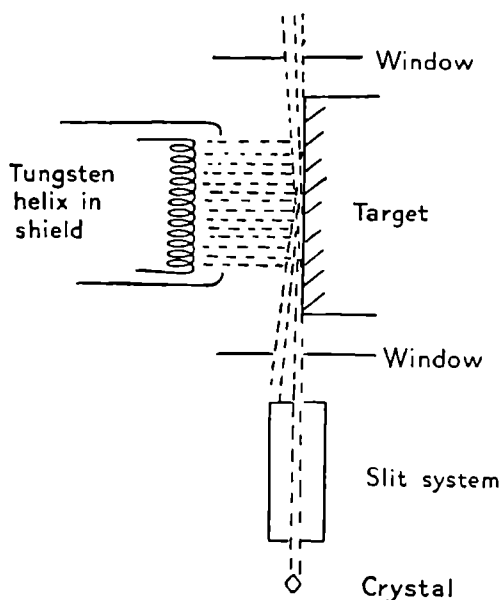 Window
Tungsten
helix in
shield
Target
Window
Slit system
Crystal